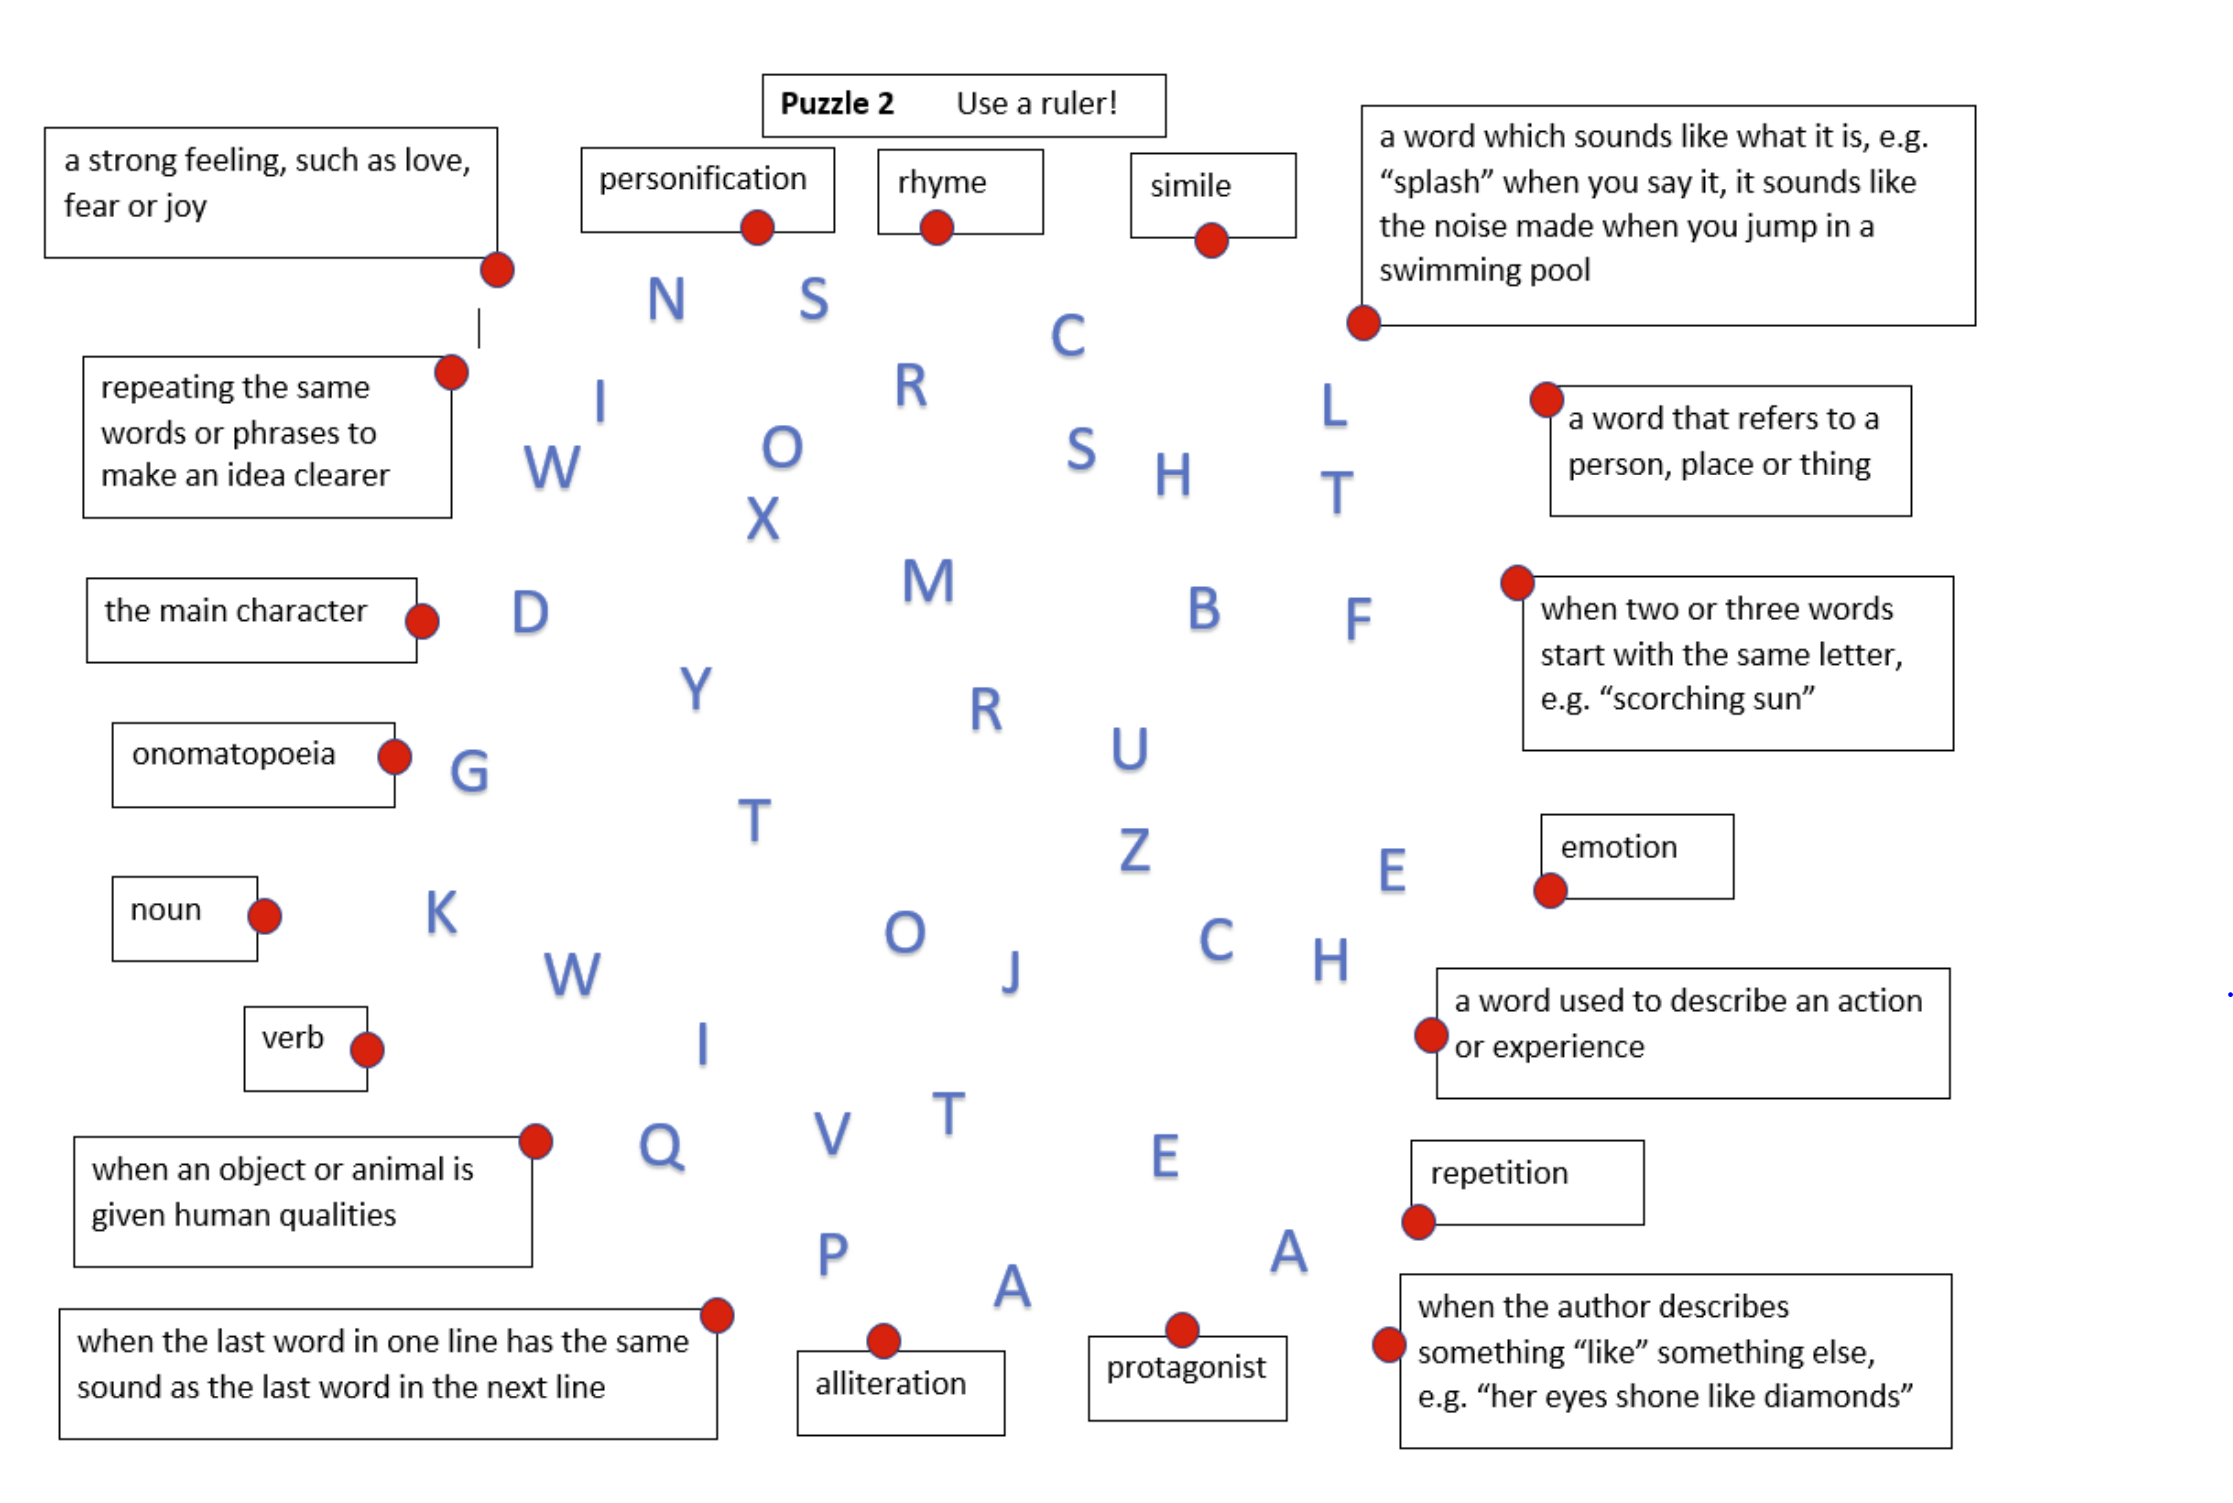 Puzzle 2 Use a ruler!
a strong feeling, such as love,
fear or joy
personification
rhyme
simile
a word which sounds like what it is, e.g.
“splash” when you say it, it sounds like
the noise made when you jump in a
swimming pool
N S
C
repeating the same
words or phrases to
make an idea clearer
I
R
L
a word that refers to a
person, place or thing
W
O
S
H
T
X
the main character
D
M
B
F
when two or three words
start with the same letter,
e.g. “scorching sun”
Y
R
U
onomatopoeia
G
T
Z
E
emotion
noun
K
O
C
H
W
J
a word used to describe an action
or experience
verb
I
Q
V
T
E
repetition
when an object or animal is
given human qualities
P
A
A
when the last word in one line has the same
sound as the last word in the next line
alliteration
protagonist
when the author describes
something “like” something else,
e.g. “her eyes shone like diamonds”